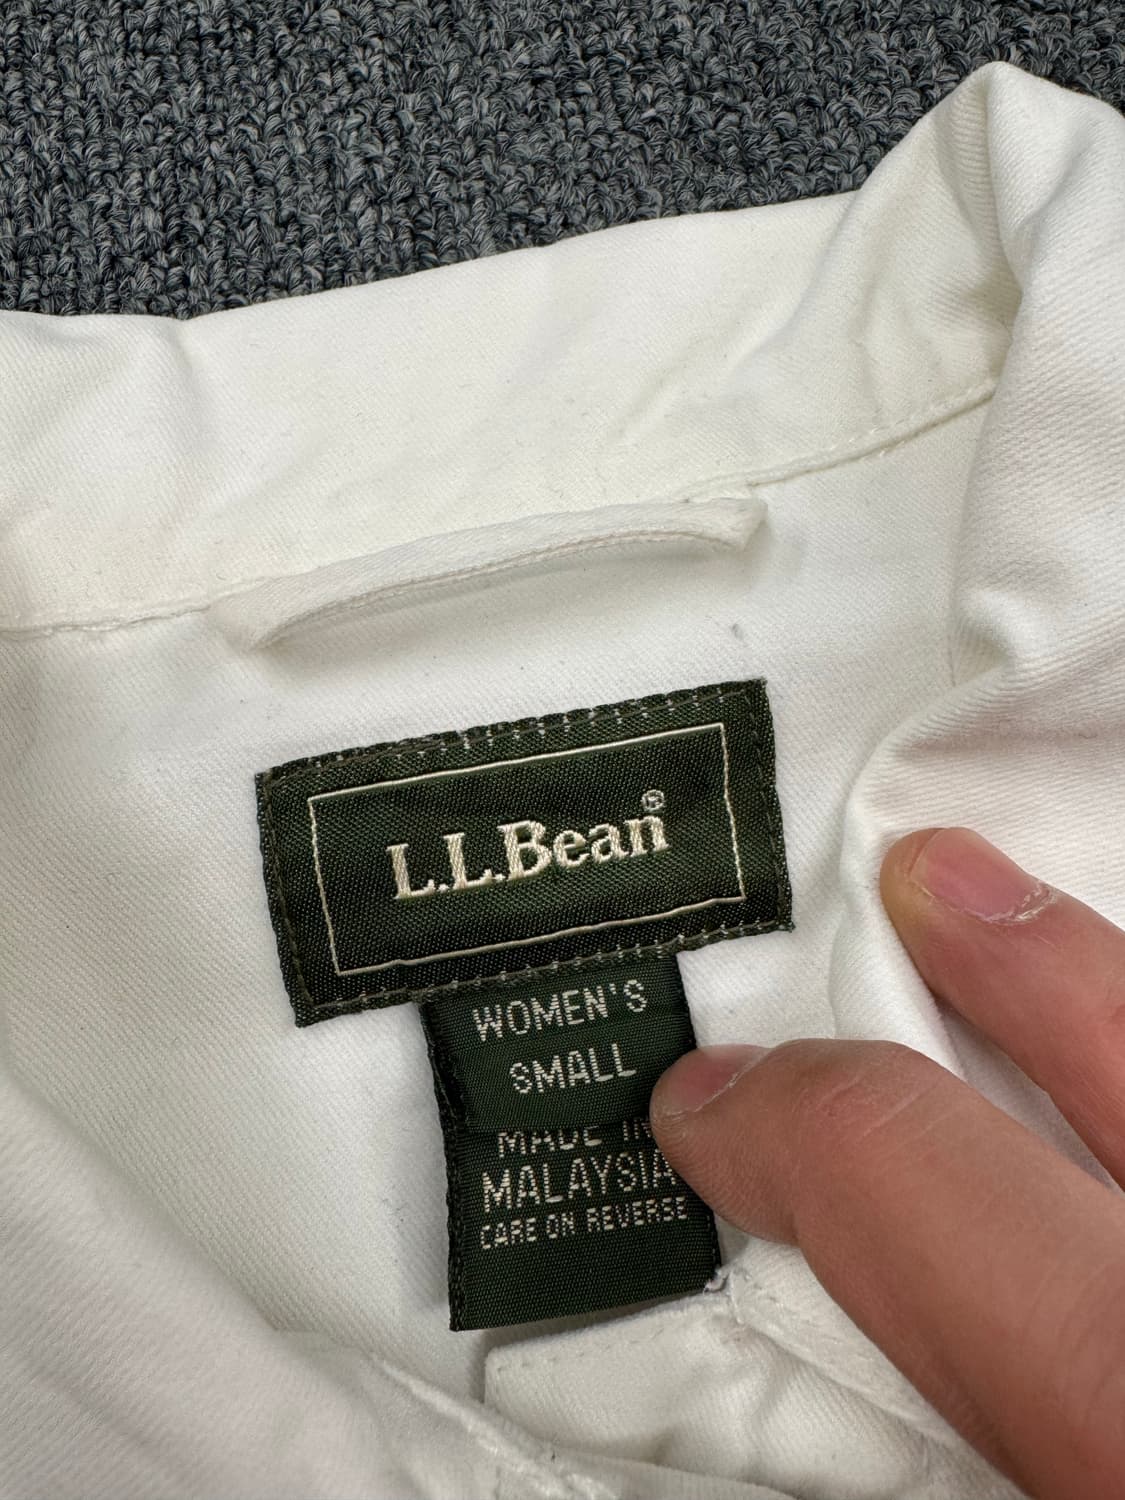 L.L.Bean®
WOMEN'S
SMALL
MADE IN
MALAYSIA
CARE ON REVERSE